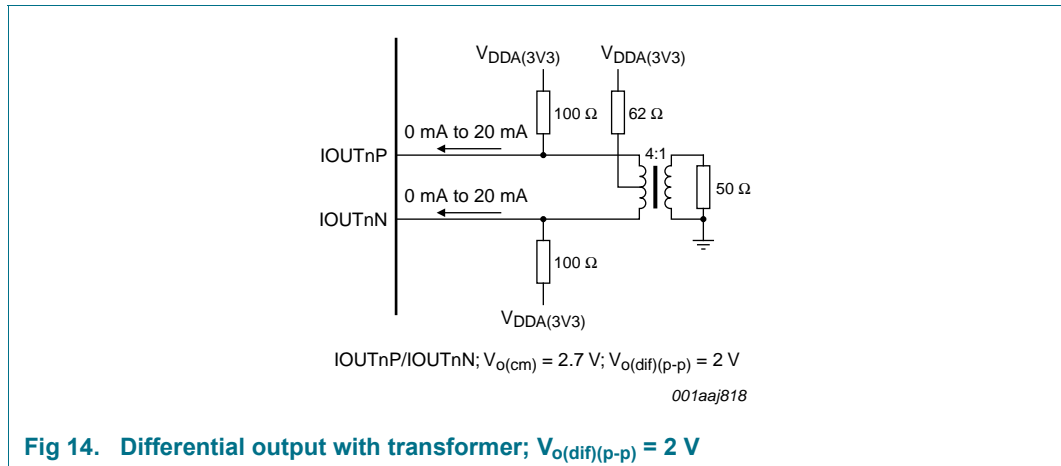 VDDA(3V3) VDDA(3V3)
100 Ω 62 Ω
0 mA to 20 mA
IOUTnP
4:1
50 Ω
0 mA to 20 mA
IOUTnN
100 Ω
VDDA(3V3)
IOUTnP/IOUTnN; Vo(cm) = 2.7 V; Vo(dif)(p-p) = 2 V
001aaj818
Fig 14. Differential output with transformer; Vo(dif)(p-p) = 2 V